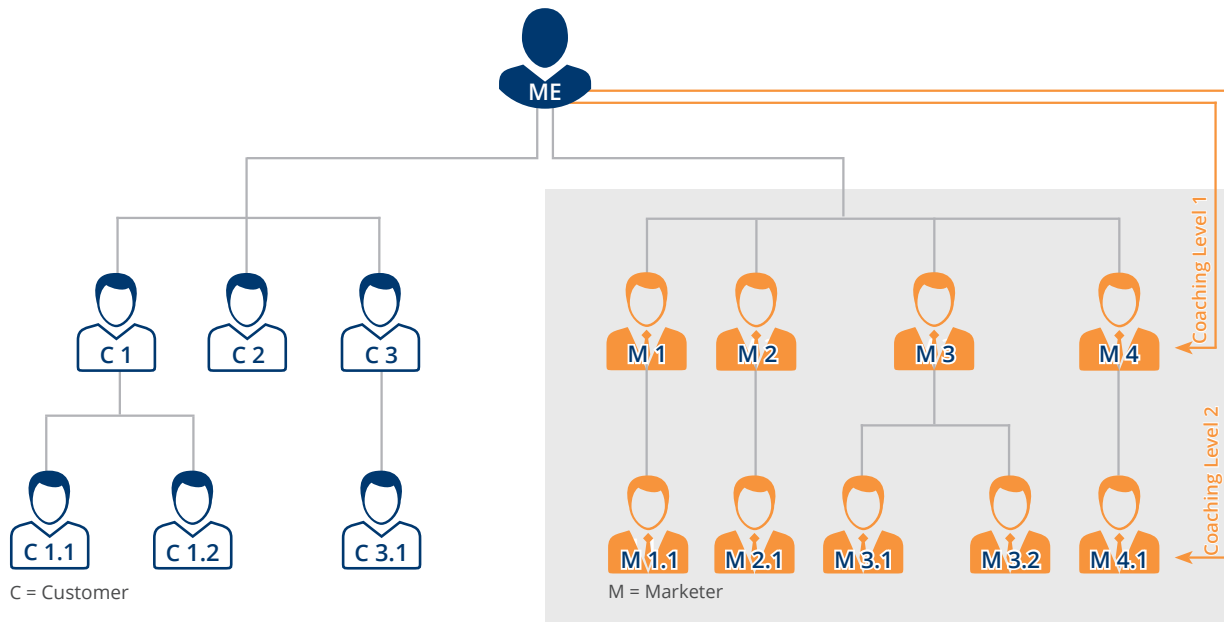 ME
Coaching Level 1
C 1
C 2
C 3
M 1
M 2
M 3
M 4
Coaching Level 2
C 1.1
C 1.2
C 3.1
M 1.1
M 2.1
M 3.1
M 3.2
M 4.1
C = Customer
M = Marketer